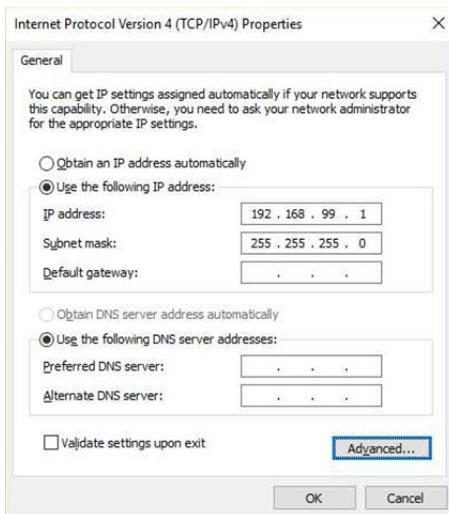 Internet Protocol Version 4 (TCP/IPv4) Properties
General
You can get IP settings assigned automatically if your network supports
this capability. Otherwise, you need to ask your network administrator
for the appropriate IP settings.
Obtain an IP address automatically
Use the following IP address:
IP address: 192 . 168 . 99 . 1
Subnet mask: 255 . 255 . 255 . 0
Default gateway: . . .
Obtain DNS server address automatically
Use the following DNS server addresses:
Preferred DNS server: . . .
Alternate DNS server: . . .
Validate settings upon exit
Advanced...
OK Cancel